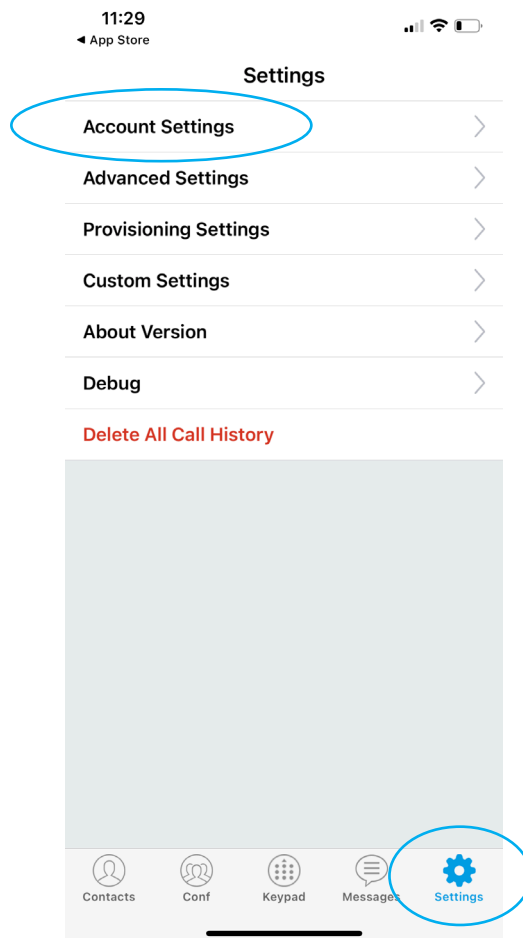 11:29
◀ App Store
Settings
Account Settings
Advanced Settings
Provisioning Settings
Custom Settings
About Version
Debug
Delete All Call History
Contacts Conf Keypad Messages Settings